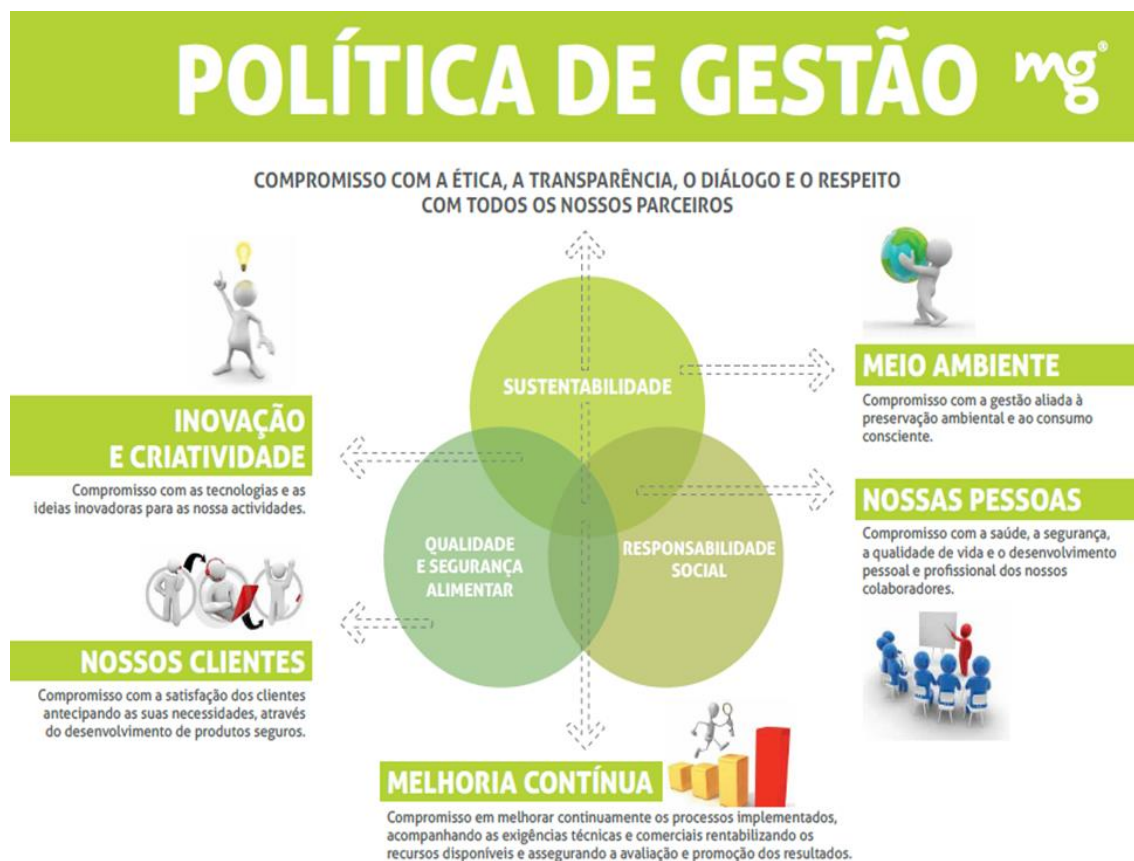 POLÍTICA DE GESTÃO
mg®
COMPROMISSO COM A ÉTICA, A TRANSPARÊNCIA, O DIÁLOGO E O RESPEITO
COM TODOS OS NOSSOS PARCEIROS
SUSTENTABILIDADE
QUALIDADE
E SEGURANÇA
ALIMENTAR
RESPONSABILIDADE
SOCIAL
INOVAÇÃO
E CRIATIVIDADE
Compromisso com as tecnologias e as
ideias inovadoras para as nossa actividades.
NOSSOS CLIENTES
Compromisso com a satisfação dos clientes
antecipando as suas necessidades, através
do desenvolvimento de produtos seguros.
MEIO AMBIENTE
Compromisso com a gestão aliada à
preservação ambiental e ao consumo
consciente.
NOSSAS PESSOAS
Compromisso com a saúde, a segurança,
a qualidade de vida e o desenvolvimento
pessoal e profissional dos nossos
colaboradores.
MELHORIA CONTÍNUA
Compromisso em melhorar continuamente os processos implementados,
acompanhando as exigências técnicas e comerciais rentabilizando os
recursos disponíveis e assegurando a avaliação e promoção dos resultados.